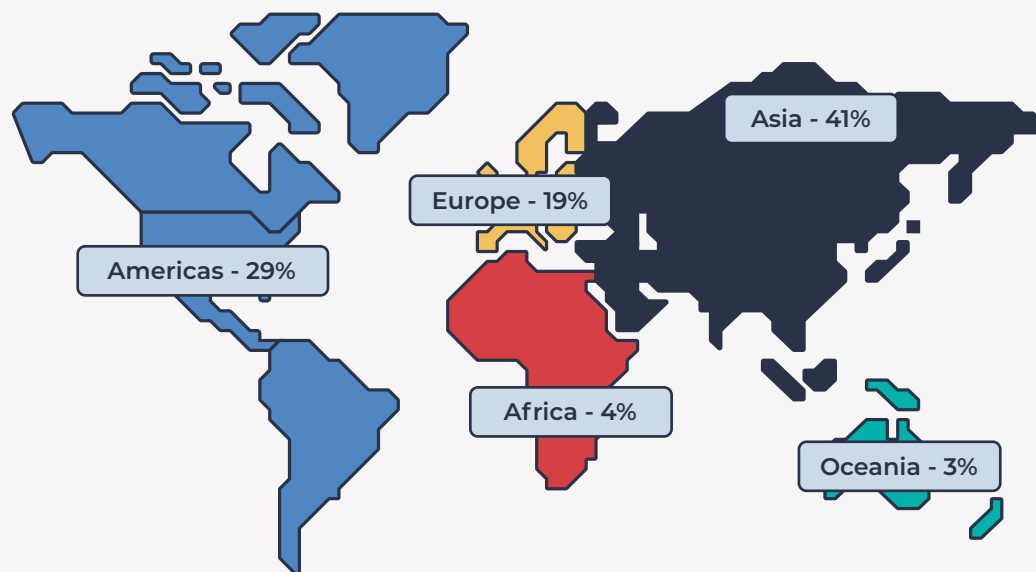 Asia - 41%
Europe - 19%
Americas - 29%
Africa - 4%
Oceania - 3%